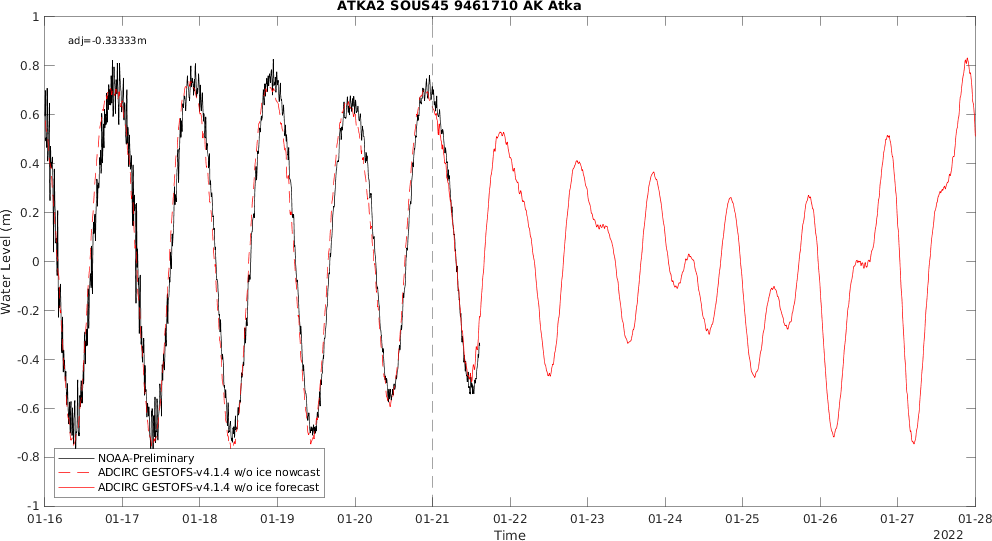 ATKA2 SOUS45 9461710 AK Atka
adj=-0.33333m
Water Level (m)
1
0.8
0.6
0.4
0.2
0
-0.2
-0.4
-0.6
-0.8
-1
NOAA-Preliminary
ADCIRC GESTOFS-v4.1.4 w/o ice nowcast
ADCIRC GESTOFS-v4.1.4 w/o ice forecast
01-16 01-17 01-18 01-19 01-20 01-21 01-22 01-23 01-24 01-25 01-26 01-27 01-28
Time
2022